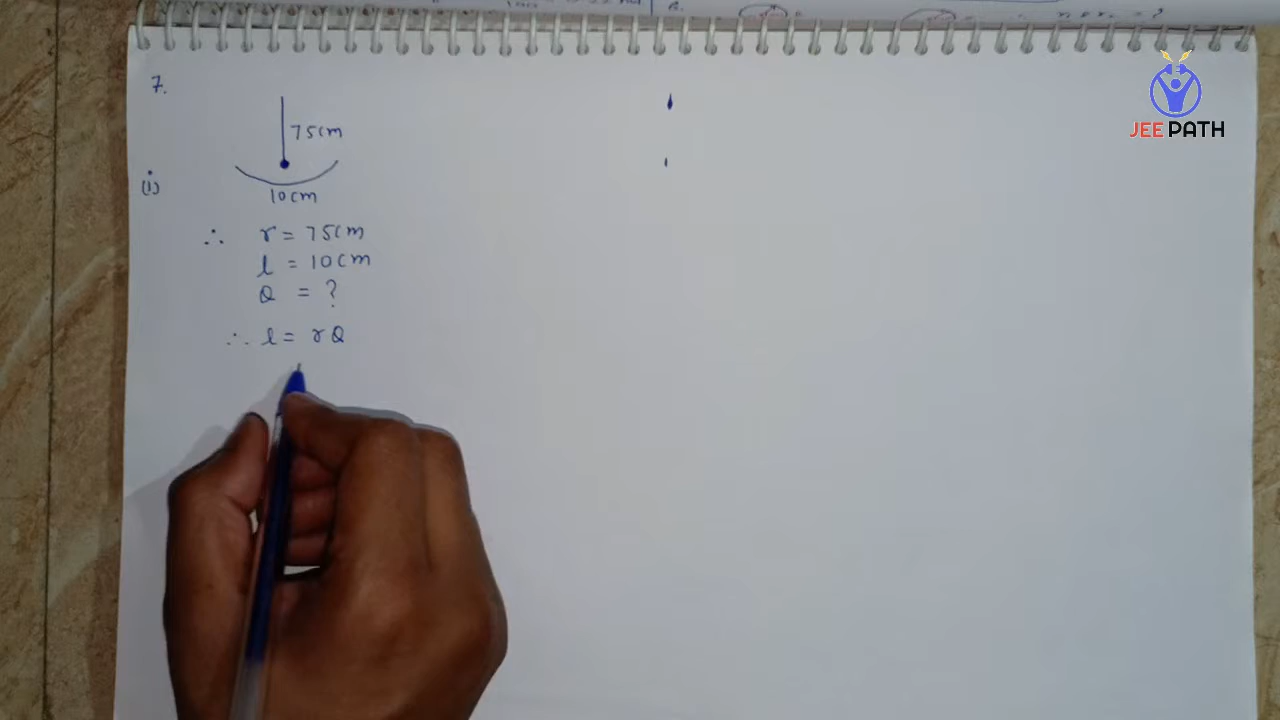 7.
75cm
(i)
10cm
∴ r = 75cm
l = 10cm
θ = ?
∴ l = rθ
JEE PATH